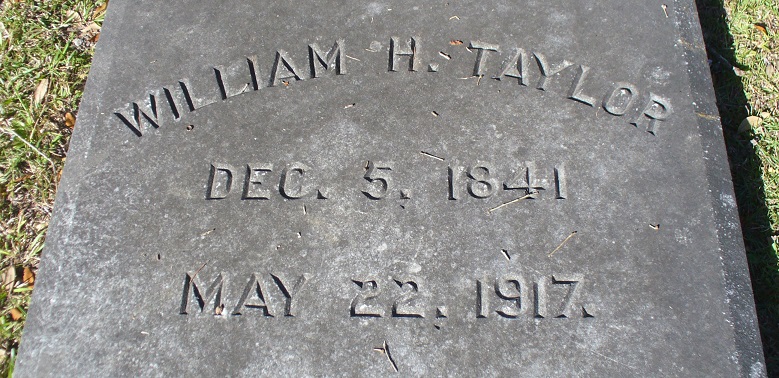 WILLIAM H. TAYLOR
DEC. 5, 1841
MAY 22, 1917.